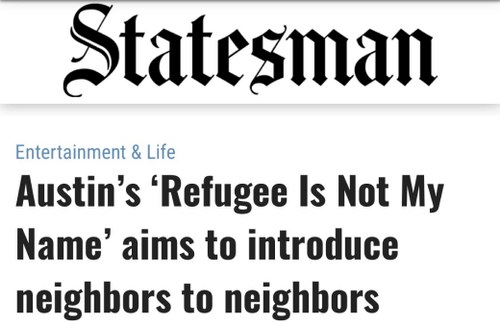 Statesman
Entertainment & Life
Austin’s ‘Refugee Is Not My
Name’ aims to introduce
neighbors to neighbors